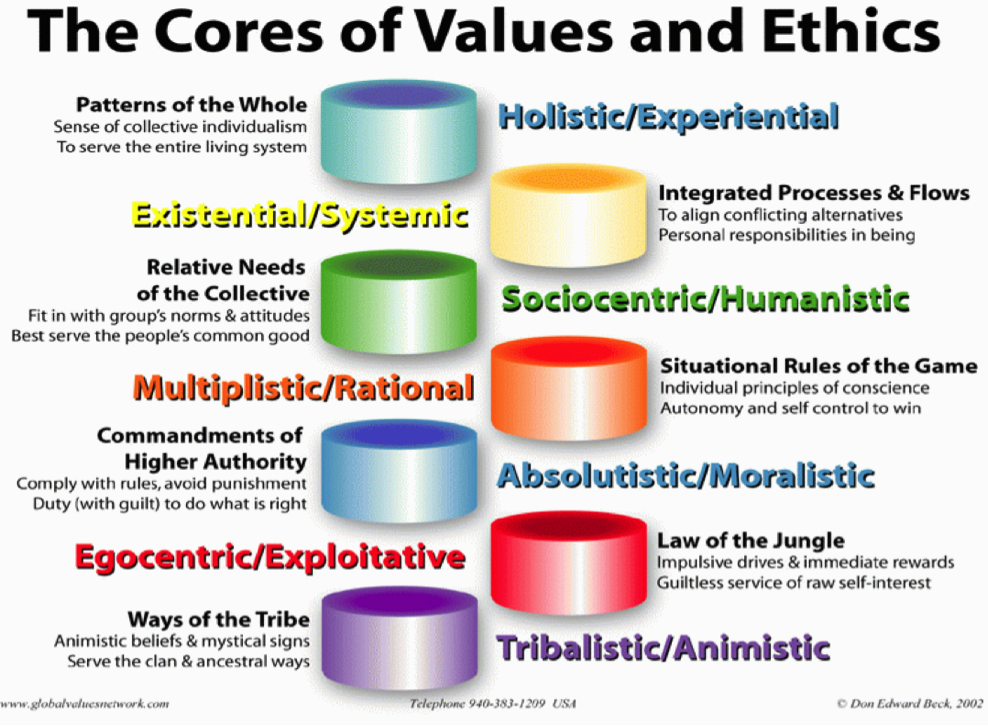 The Cores of Values and Ethics
Patterns of the Whole
Sense of collective individualism
To serve the entire living system
Holistic/Experiential
Existential/Systemic
Integrated Processes & Flows
To align conflicting alternatives
Personal responsibilities in being
Relative Needs
of the Collective
Fit in with group's norms & attitudes
Best serve the people's common good
Sociocentric/Humanistic
Multiplistic/Rational
Situational Rules of the Game
Individual principles of conscience
Autonomy and self control to win
Commandments of
Higher Authority
Comply with rules, avoid punishment
Duty (with guilt) to do what is right
Absolutistic/Moralistic
Egocentric/Exploitative
Law of the Jungle
Impulsive drives & immediate rewards
Guiltless service of raw self-interest
Ways of the Tribe
Animistic beliefs & mystical signs
Serve the clan & ancestral ways
Tribalistic/Animistic
www.globalvaluesnetwork.com
Telephone 940-383-1209 USA
© Don Edward Beck, 2002